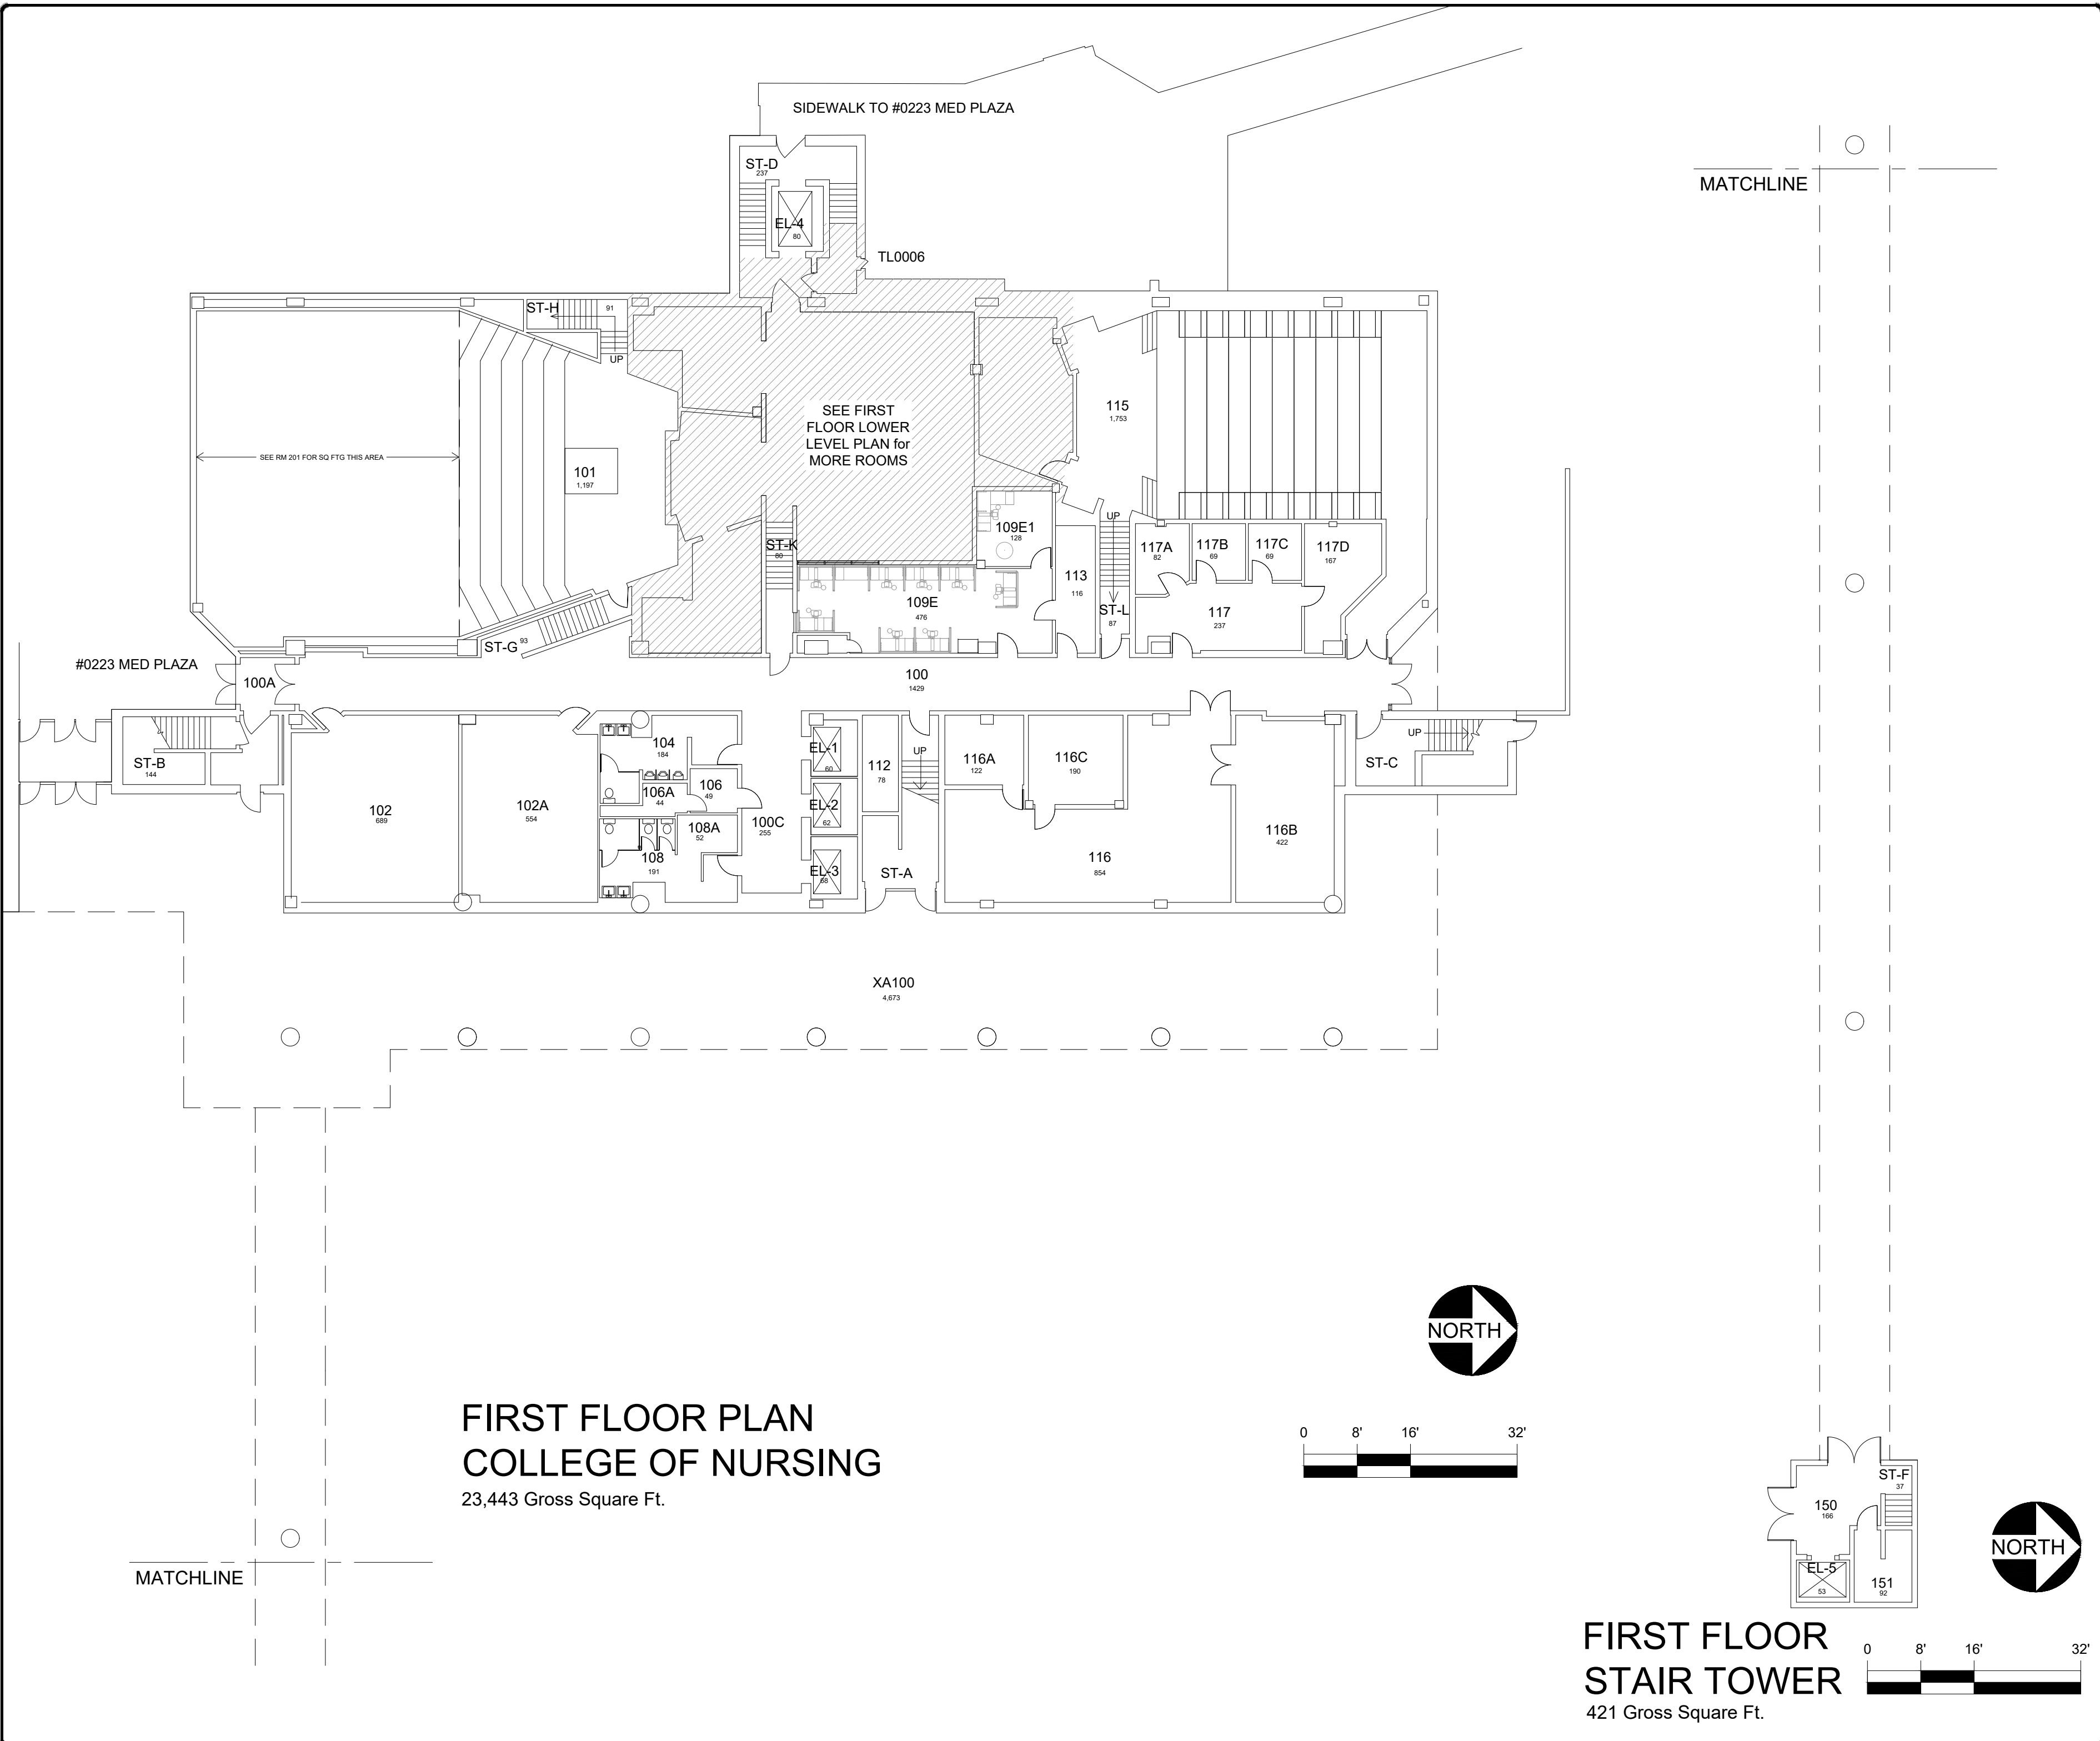 SIDEWALK TO #0223 MED PLAZA
MATCHLINE
ST-D
237
EL-4
80
TL0006
ST-H
91
UP
SEE FIRST
FLOOR LOWER
LEVEL PLAN for
MORE ROOMS
115
1,753
SEE RM 201 FOR SQ FTG THIS AREA
101
1,197
109E1
128
UP
ST-K
80
117A
82
117B
69
117C
69
117D
167
113
116
109E
476
ST-L
87
117
237
ST-G
93
#0223 MED PLAZA
100A
100
1429
ST-B
144
104
184
EL-1
60
112
78
UP
116A
122
116C
190
UP
ST-C
102
689
102A
554
106A
44
106
49
EL-2
62
100C
255
108A
52
108
191
EL-3
68
ST-A
116
854
116B
422
XA100
4,673
NORTH
FIRST FLOOR PLAN
COLLEGE OF NURSING
23,443 Gross Square Ft.
0 8' 16' 32'
MATCHLINE
ST-F
37
150
166
EL-5
53
151
92
NORTH
FIRST FLOOR
STAIR TOWER
421 Gross Square Ft.
0 8' 16' 32'